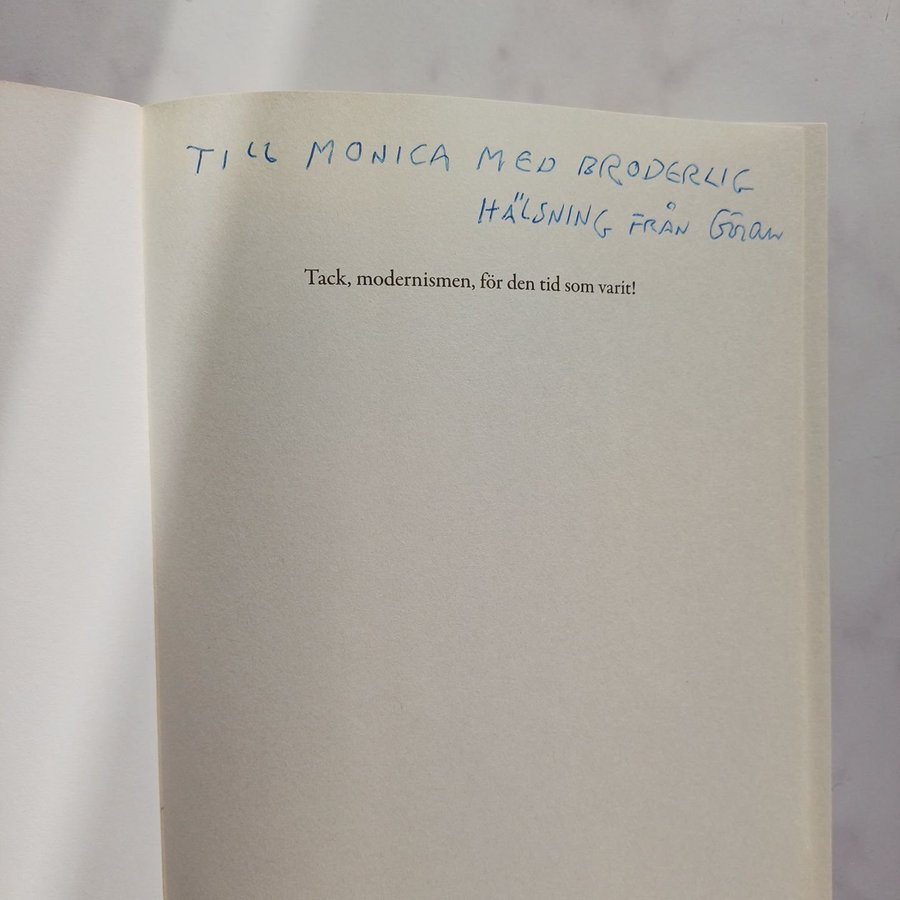 TILL MONICA MED BRODERLIG
HÄLSNING FRÅN Göran
Tack, modernismen, för den tid som varit!